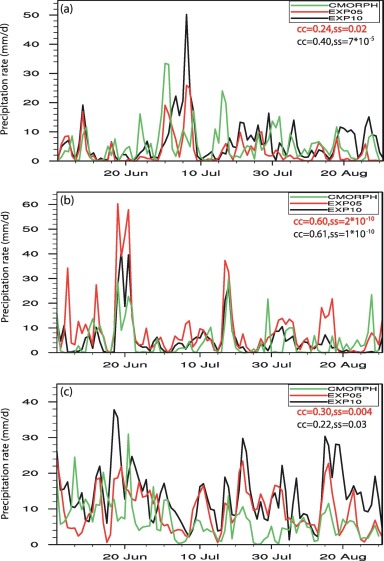 (a)
CMORPH
EXP05
EXP10
cc=0.24,ss=0.02
cc=0.40,ss=7*10⁻⁵
Precipitation rate (mm/d)
50
40
30
20
10
0
20 Jun 10 Jul 30 Jul 20 Aug
(b)
CMORPH
EXP05
EXP10
cc=0.60,ss=2*10⁻¹⁰
cc=0.61,ss=1*10⁻¹⁰
Precipitation rate (mm/d)
60
50
40
30
20
10
0
20 Jun 10 Jul 30 Jul 20 Aug
(c)
CMORPH
EXP05
EXP10
cc=0.30,ss=0.004
cc=0.22,ss=0.03
Precipitation rate (mm/d)
40
30
20
10
0
20 Jun 10 Jul 30 Jul 20 Aug